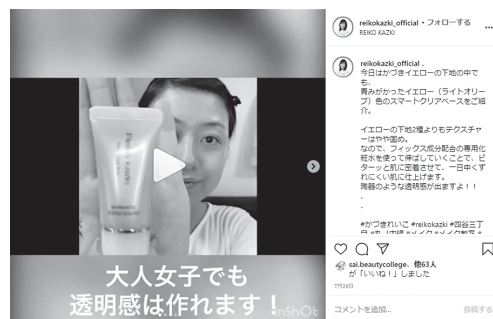 reikokazki_official • フォローする
REIKO KAZKI
reikokazki_official .
今日はかづきイエローの下地の中で
も、
青みがかったイエロー（ライトオリー
ブ）色のスマートクリアベースをご紹
介。
イエローの下地2種よりもテクスチャ
ーはやや固め。
なので、フィックス成分配合の専用化
粧水を使って伸ばしていくことで、ピ
タ―ッと肌に密着させて、一日中くず
れにくい肌に仕上げます。
陶器のような透明感が出ますよ！！
.
.
#かづきれいこ #reikokazki #四谷三丁
大人女子でも
透明感は作れます！
InShOt
sai.beautycollege、他63人
が「いいね！」しました
7月29日
コメントを追加...
投稿する